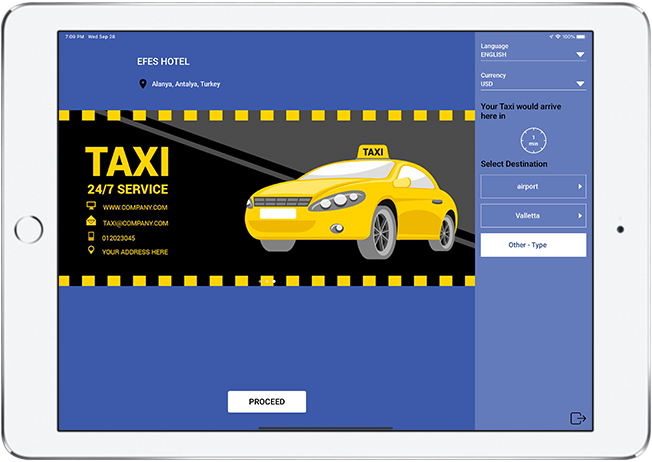 7:09 PM Wed Sep 28
100%
EFES HOTEL
Alanya, Antalya, Turkey
TAXI
24/7 SERVICE
WWW.COMPANY.COM
TAXI@COMPANY.COM
012023045
YOUR ADDRESS HERE
TAXI
PROCEED
Language
ENGLISH
Currency
USD
Your Taxi would arrive
here in
1
min
Select Destination
airport
Valletta
Other - Type